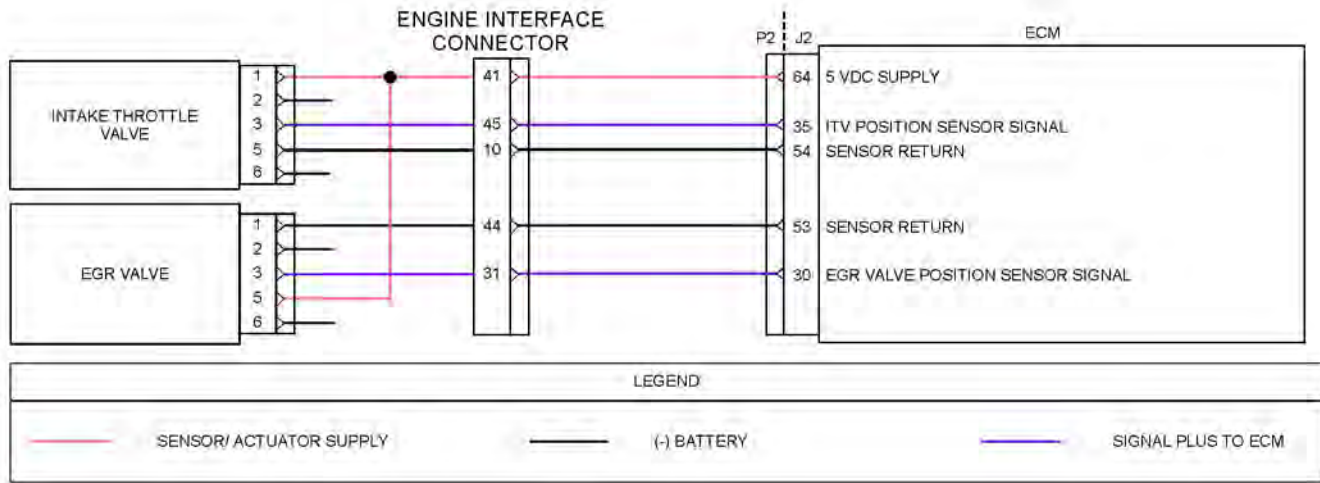 ENGINE INTERFACE
CONNECTOR
P2 J2
ECM
INTAKE THROTTLE
VALVE
1
2
3
5
6
41
45
10
64 5 VDC SUPPLY
35 ITV POSITION SENSOR SIGNAL
54 SENSOR RETURN
EGR VALVE
1
2
3
5
6
44
31
53 SENSOR RETURN
30 EGR VALVE POSITION SENSOR SIGNAL
LEGEND
SENSOR/ ACTUATOR SUPPLY
(-) BATTERY
SIGNAL PLUS TO ECM